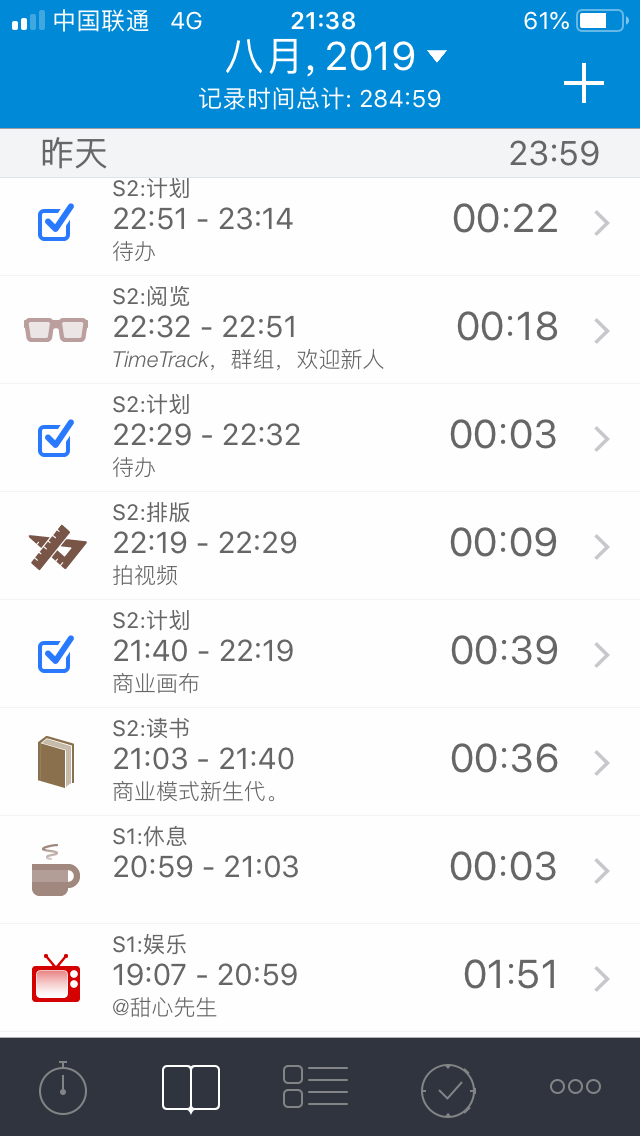 中国联通 4G 21:38 61%
八月, 2019
记录时间总计: 284:59
昨天 23:59
S2:计划
22:51 - 23:14 00:22
待办
S2:阅览
22:32 - 22:51 00:18
TimeTrack，群组，欢迎新人
S2:计划
22:29 - 22:32 00:03
待办
S2:排版
22:19 - 22:29 00:09
拍视频
S2:计划
21:40 - 22:19 00:39
商业画布
S2:读书
21:03 - 21:40 00:36
商业模式新生代。
S1:休息
20:59 - 21:03 00:03
S1:娱乐
19:07 - 20:59 01:51
@甜心先生